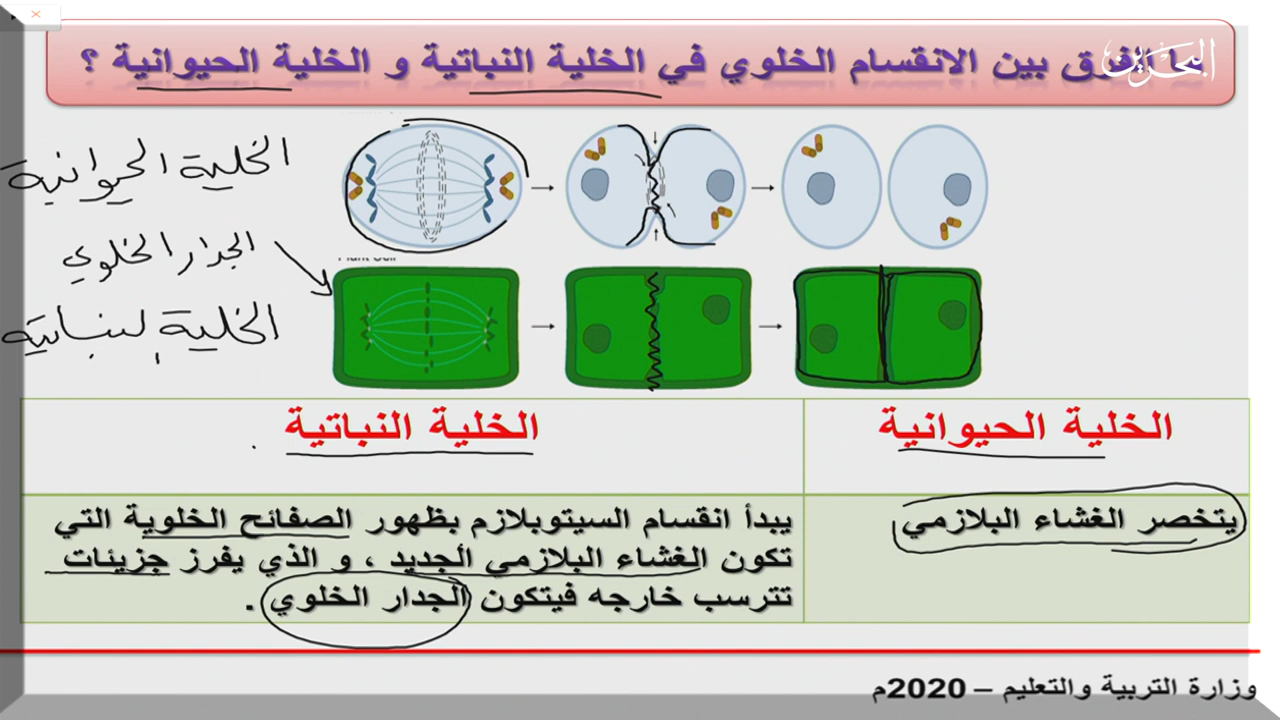 الفرق بين الانقسام الخلوي في الخلية النباتية و الخلية الحيوانية ؟
البحرين
الخلية الحيوانية
الجدار الخلوي
الخلية لنباتية
الخلية الحيوانية
الخلية النباتية
يتخصر الغشاء البلازمي
يبدأ انقسام السيتوبلازم بظهور الصفائح الخلوية التي
تكون الغشاء البلازمي الجديد ، و الذي يفرز جزيئات
تترسب خارجه فيتكون الجدار الخلوي .
وزارة التربية والتعليم – 2020م